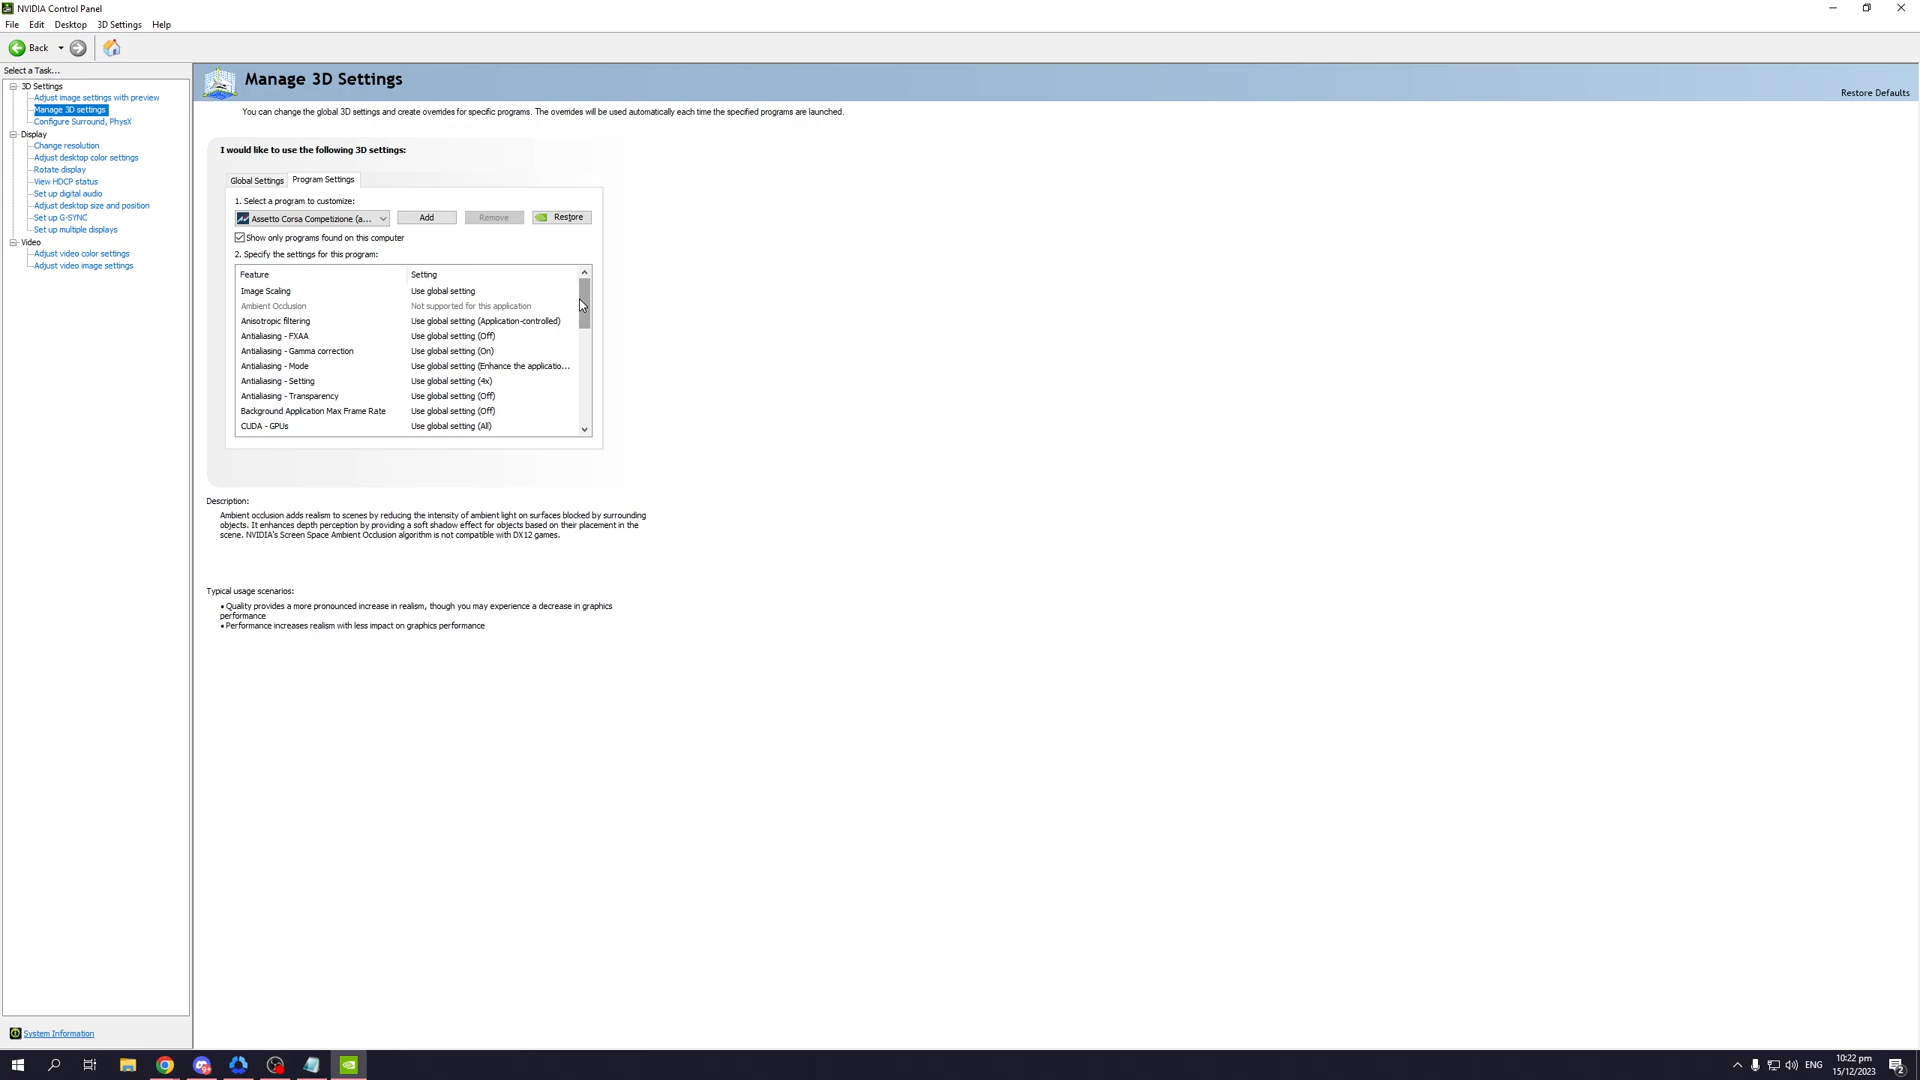 NVIDIA Control Panel
File Edit Desktop 3D Settings Help
Back
Select a Task...
3D Settings
Adjust image settings with preview
Manage 3D settings
Configure Surround, PhysX
Display
Change resolution
Adjust desktop color settings
Rotate display
View HDCP status
Set up digital audio
Adjust desktop size and position
Set up G-SYNC
Set up multiple displays
Video
Adjust video color settings
Adjust video image settings
System Information
Manage 3D Settings
Restore Defaults
You can change the global 3D settings and create overrides for specific programs. The overrides will be used automatically each time the specified programs are launched.
I would like to use the following 3D settings:
Global Settings Program Settings
1. Select a program to customize:
Assetto Corsa Competizione (a... Add Remove Restore
Show only programs found on this computer
2. Specify the settings for this program:
Feature Setting
Image Scaling Use global setting
Ambient Occlusion Not supported for this application
Anisotropic filtering Use global setting (Application-controlled)
Antialiasing - FXAA Use global setting (Off)
Antialiasing - Gamma correction Use global setting (On)
Antialiasing - Mode Use global setting (Enhance the applicatio...
Antialiasing - Setting Use global setting (4x)
Antialiasing - Transparency Use global setting (Off)
Background Application Max Frame Rate Use global setting (Off)
CUDA - GPUs Use global setting (All)
Description:
Ambient occlusion adds realism to scenes by reducing the intensity of ambient light on surfaces blocked by surrounding
objects. It enhances depth perception by providing a soft shadow effect for objects based on their placement in the
scene. NVIDIA's Screen Space Ambient Occlusion algorithm is not compatible with DX12 games.
Typical usage scenarios:
• Quality provides a more pronounced increase in realism, though you may experience a decrease in graphics
performance
• Performance increases realism with less impact on graphics performance
ENG
10:22 pm
15/12/2023
2